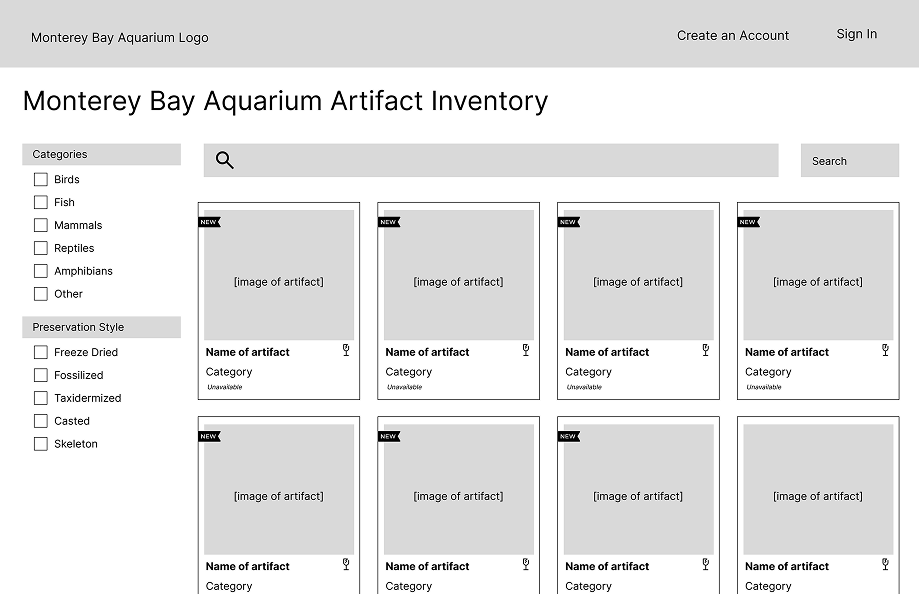 Monterey Bay Aquarium Logo
Create an Account
Sign In
Monterey Bay Aquarium Artifact Inventory
Categories
Birds
Fish
Mammals
Reptiles
Amphibians
Other
Preservation Style
Freeze Dried
Fossilized
Taxidermized
Casted
Skeleton
Search
NEW
[image of artifact]
Name of artifact
Category
Unavailable
NEW
[image of artifact]
Name of artifact
Category
Unavailable
NEW
[image of artifact]
Name of artifact
Category
Unavailable
NEW
[image of artifact]
Name of artifact
Category
Unavailable
NEW
[image of artifact]
Name of artifact
Category
NEW
[image of artifact]
Name of artifact
Category
NEW
[image of artifact]
Name of artifact
Category
[image of artifact]
Name of artifact
Category